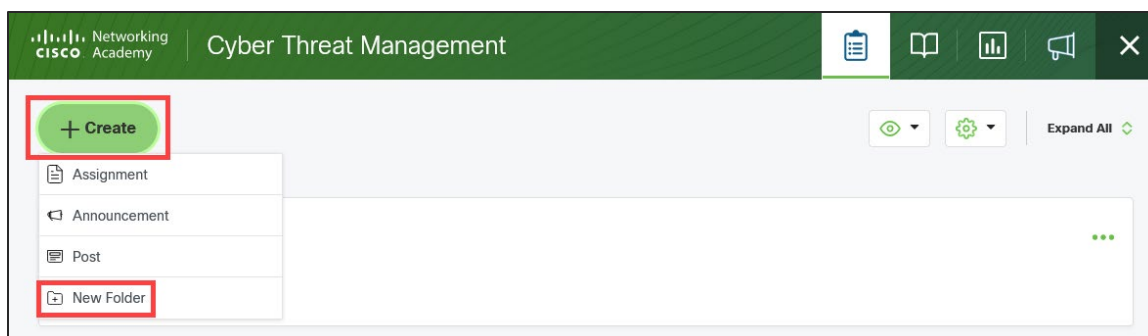 Networking
CISCO Academy
Cyber Threat Management
+ Create
Expand All
Assignment
Announcement
Post
New Folder